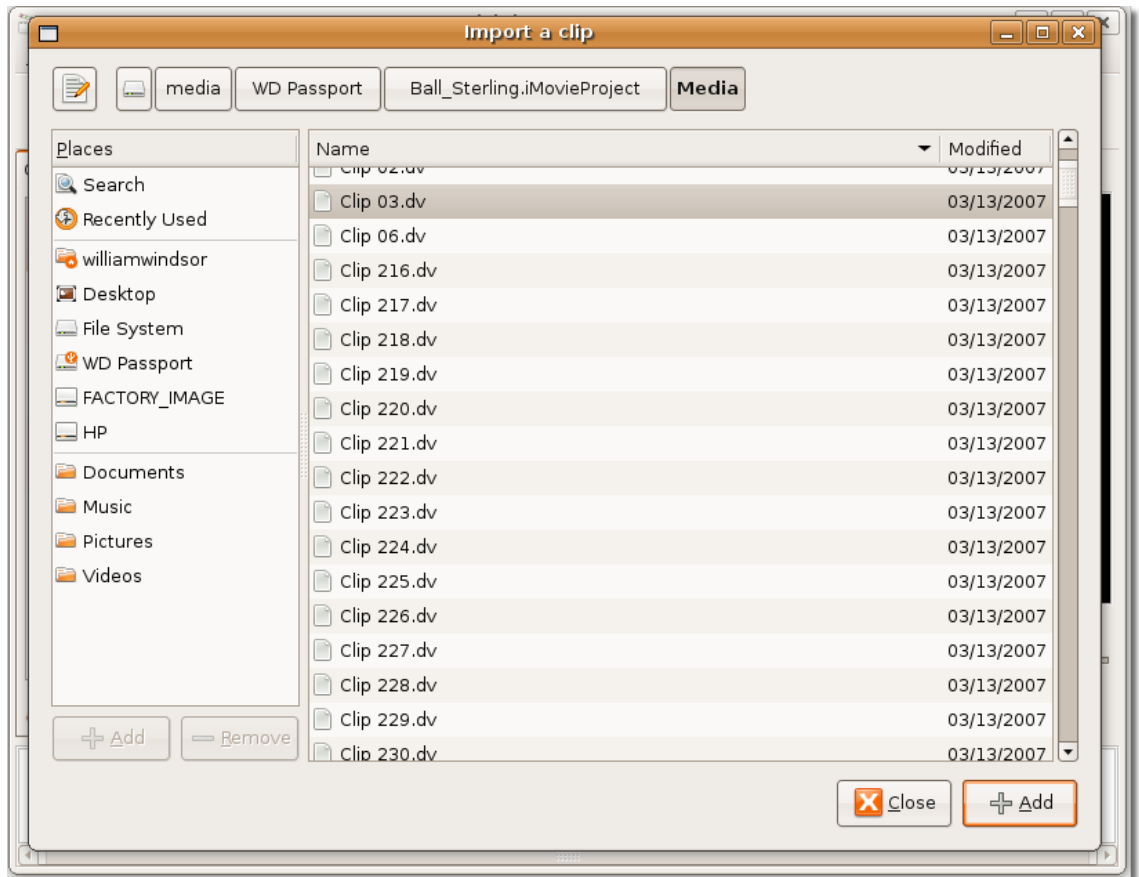 Import a clip
media WD Passport Ball_Sterling.iMovieProject Media
Places
Search
Recently Used
williamwindsor
Desktop
File System
WD Passport
FACTORY_IMAGE
HP
Documents
Music
Pictures
Videos
Add Remove
Name Modified
Clip 02.dv 03/13/2007
Clip 03.dv 03/13/2007
Clip 06.dv 03/13/2007
Clip 216.dv 03/13/2007
Clip 217.dv 03/13/2007
Clip 218.dv 03/13/2007
Clip 219.dv 03/13/2007
Clip 220.dv 03/13/2007
Clip 221.dv 03/13/2007
Clip 222.dv 03/13/2007
Clip 223.dv 03/13/2007
Clip 224.dv 03/13/2007
Clip 225.dv 03/13/2007
Clip 226.dv 03/13/2007
Clip 227.dv 03/13/2007
Clip 228.dv 03/13/2007
Clip 229.dv 03/13/2007
Clip 230.dv 03/13/2007
Close Add